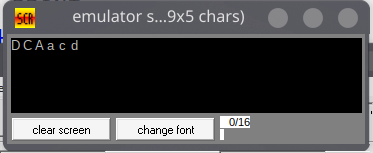 SCR
emulator s...9x5 chars)
D C A a c d
clear screen
change font
0/16